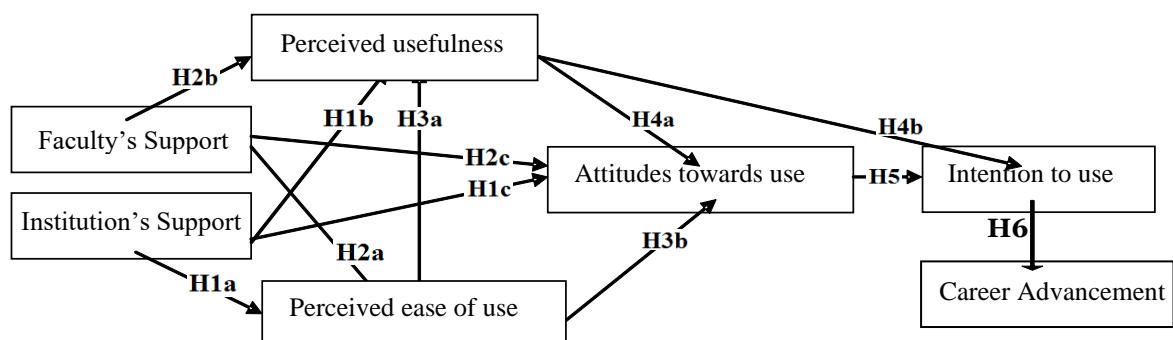 Perceived usefulness
H2b
H1b
H3a
H4a
H4b
Faculty's Support
H2c
Attitudes towards use
H5
Intention to use
H1c
Institution's Support
H2a
H3b
H6
H1a
Perceived ease of use
Career Advancement